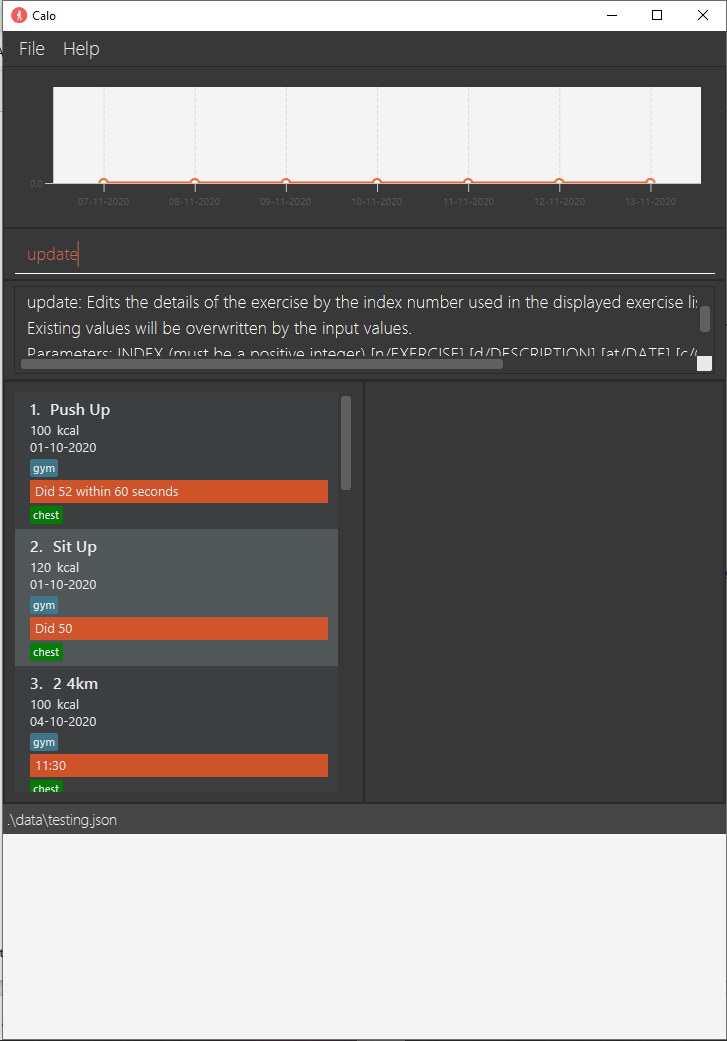 Calo
File Help
0.0
07-11-2020 08-11-2020 09-11-2020 10-11-2020 11-11-2020 12-11-2020 13-11-2020
update
update: Edits the details of the exercise by the index number used in the displayed exercise lis
Existing values will be overwritten by the input values.
Parameters: INDEX (must be a positive integer) [n/EXERCISE] [d/DESCRIPTION] [at/DATE] [c/
1. Push Up
100 kcal
01-10-2020
gym
Did 52 within 60 seconds
chest
2. Sit Up
120 kcal
01-10-2020
gym
Did 50
chest
3. 2 4km
100 kcal
04-10-2020
gym
11:30
chest
.\data\testing.json